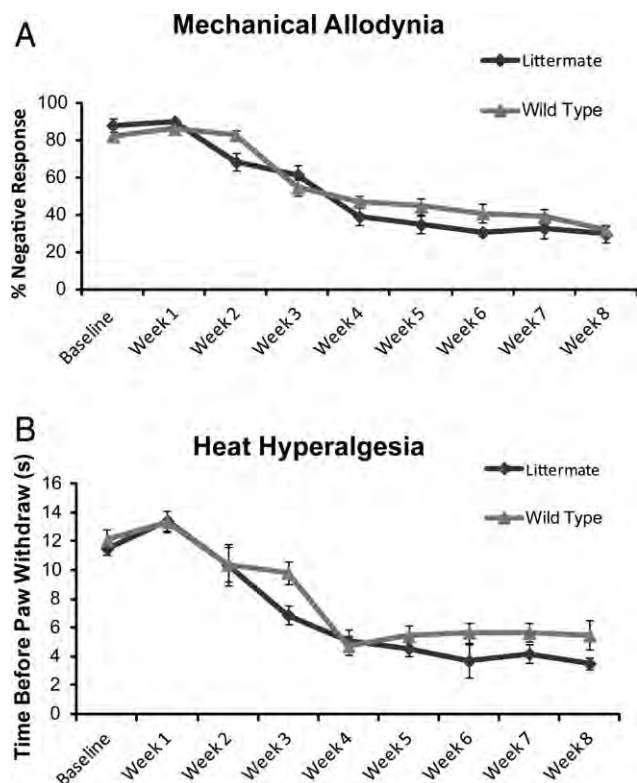 A
Mechanical Allodynia
Littermate
Wild Type
% Negative Response
100
80
60
40
20
0
Baseline
Week 1
Week 2
Week 3
Week 4
Week 5
Week 6
Week 7
Week 8
B
Heat Hyperalgesia
Littermate
Wild Type
Time Before Paw Withdraw (s)
16
14
12
10
8
6
4
2
0
Baseline
Week 1
Week 2
Week 3
Week 4
Week 5
Week 6
Week 7
Week 8